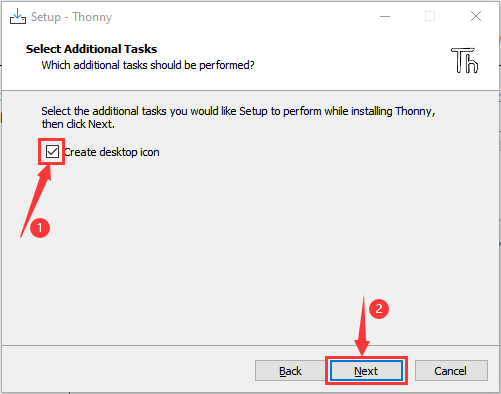 Setup - Thonny
Select Additional Tasks
Which additional tasks should be performed?
Th
Select the additional tasks you would like Setup to perform while installing Thonny,
then click Next.
Create desktop icon
1
2
Back
Next
Cancel